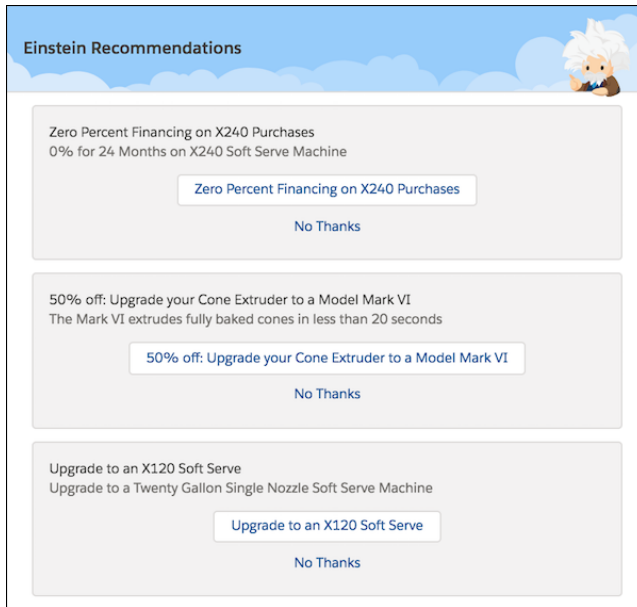 Einstein Recommendations
Zero Percent Financing on X240 Purchases
0% for 24 Months on X240 Soft Serve Machine
Zero Percent Financing on X240 Purchases
No Thanks
50% off: Upgrade your Cone Extruder to a Model Mark VI
The Mark VI extrudes fully baked cones in less than 20 seconds
50% off: Upgrade your Cone Extruder to a Model Mark VI
No Thanks
Upgrade to an X120 Soft Serve
Upgrade to a Twenty Gallon Single Nozzle Soft Serve Machine
Upgrade to an X120 Soft Serve
No Thanks